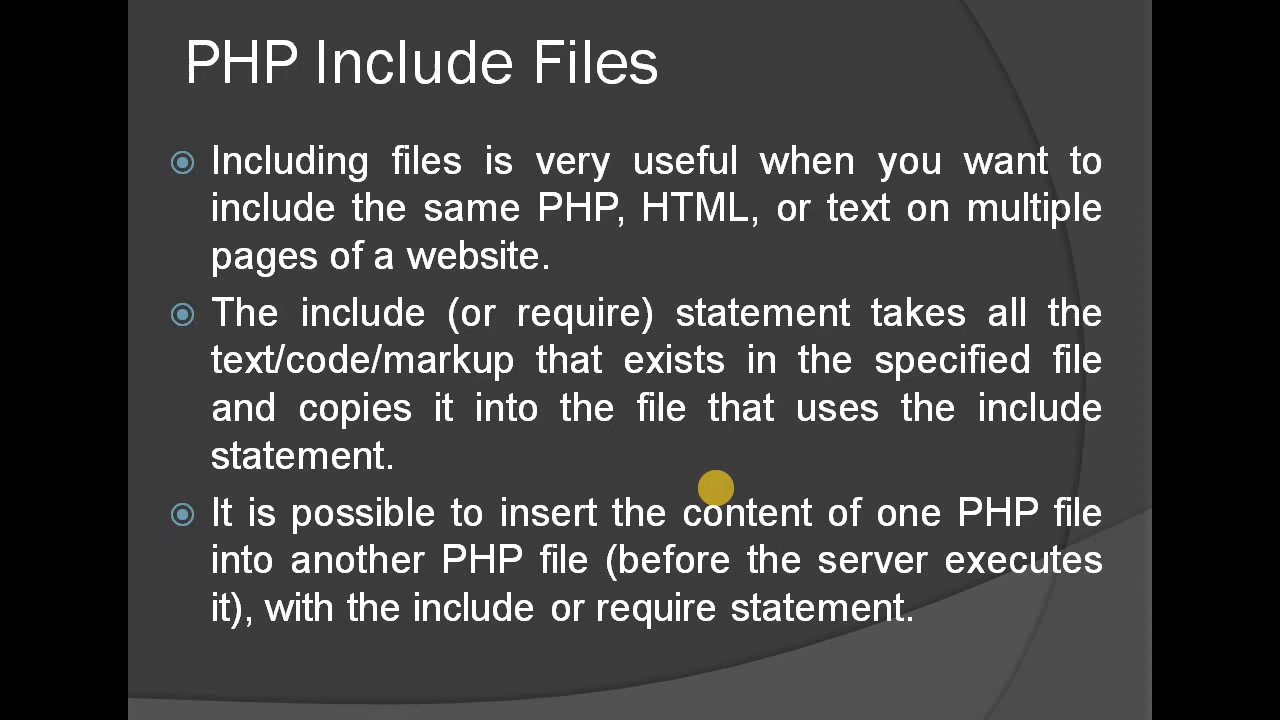 PHP Include Files
Including files is very useful when you want to
include the same PHP, HTML, or text on multiple
pages of a website.
The include (or require) statement takes all the
text/code/markup that exists in the specified file
and copies it into the file that uses the include
statement.
It is possible to insert the content of one PHP file
into another PHP file (before the server executes
it), with the include or require statement.